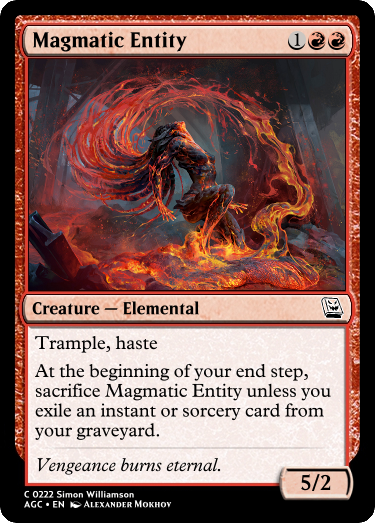 Magmatic Entity 1
Creature — Elemental
Trample, haste
At the beginning of your end step,
sacrifice Magmatic Entity unless you
exile an instant or sorcery card from
your graveyard.
Vengeance burns eternal.
5/2
C 0222 Simon Williamson
AGC • EN Alexander Mokhov